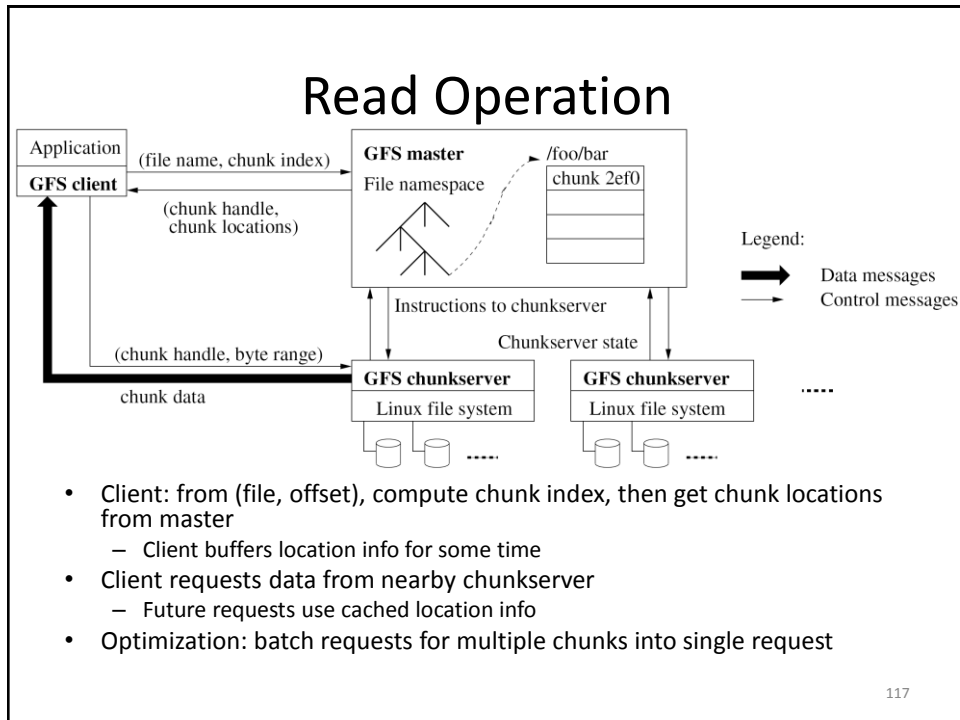 Read Operation
Application
GFS client
(file name, chunk index)
(chunk handle,
chunk locations)
GFS master
File namespace
/foo/bar
chunk 2ef0
Legend:
Data messages
Control messages
Instructions to chunkserver
Chunkserver state
(chunk handle, byte range)
chunk data
GFS chunkserver
Linux file system
GFS chunkserver
Linux file system
• Client: from (file, offset), compute chunk index, then get chunk locations
from master
– Client buffers location info for some time
• Client requests data from nearby chunkserver
– Future requests use cached location info
• Optimization: batch requests for multiple chunks into single request
117